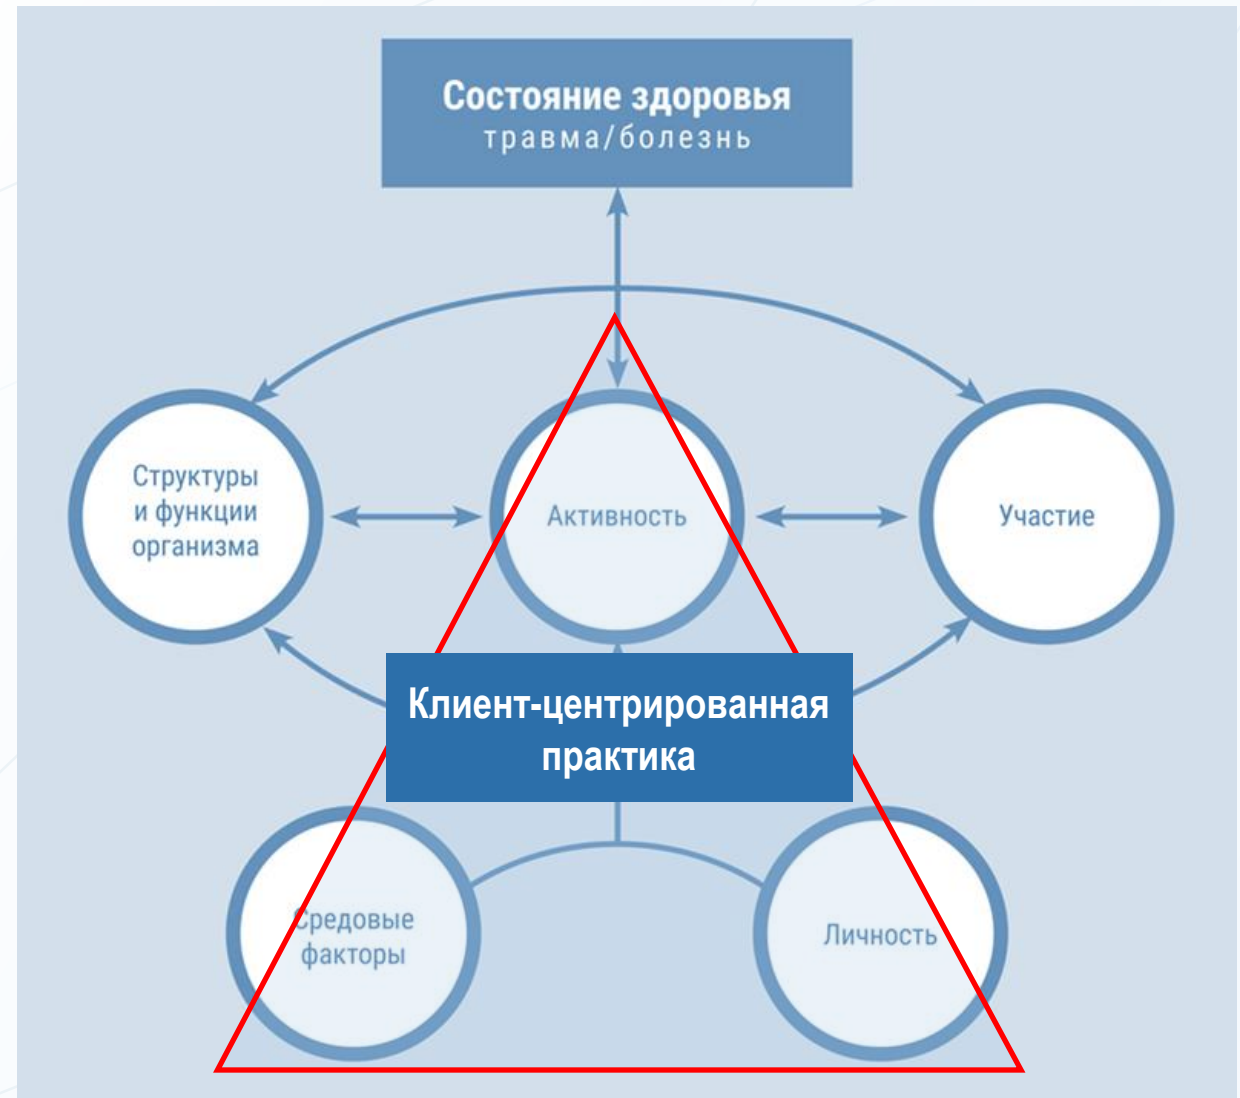 Состояние здоровья
травма/болезнь
Структуры
и функции
организма
Активность
Участие
Клиент-центрированная
практика
Средовые
факторы
Личность